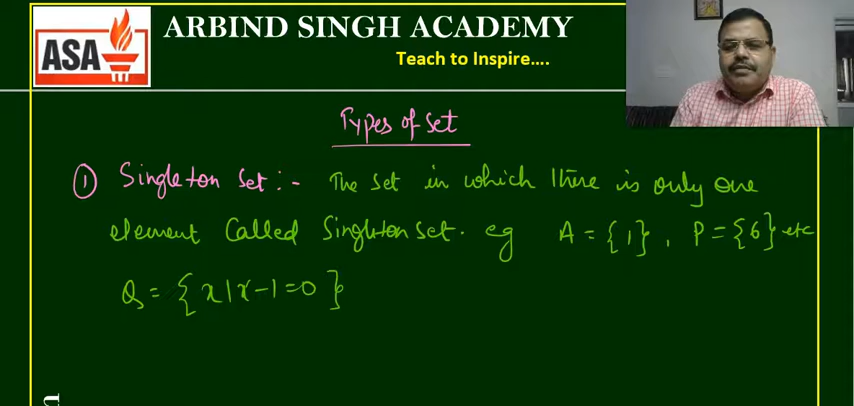 ASA
ARBIND SINGH ACADEMY
Teach to Inspire....
Types of Set
① Singleton Set :- The Set in which there is only one
element Called Singleton Set. eg A = {1}, P = {6} etc
Q = {x | x - 1 = 0}